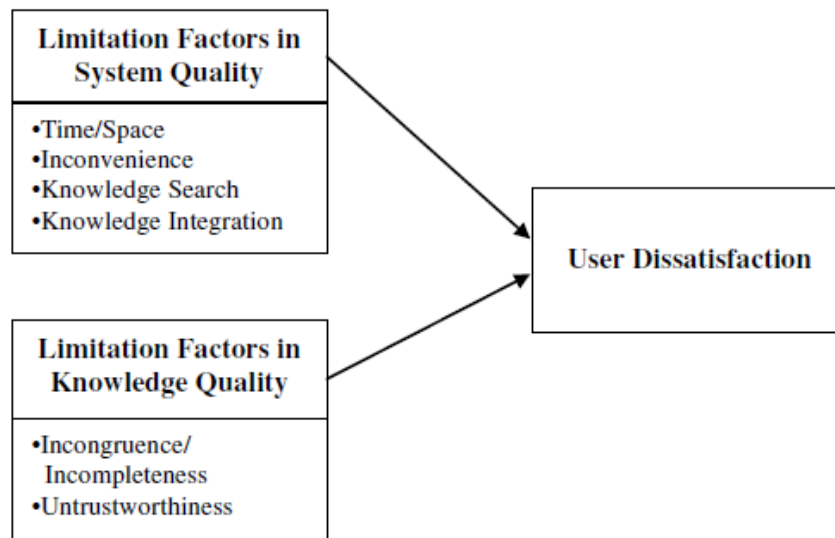 Limitation Factors in
System Quality
•Time/Space
•Inconvenience
•Knowledge Search
•Knowledge Integration
User Dissatisfaction
Limitation Factors in
Knowledge Quality
•Incongruence/
Incompleteness
•Untrustworthiness